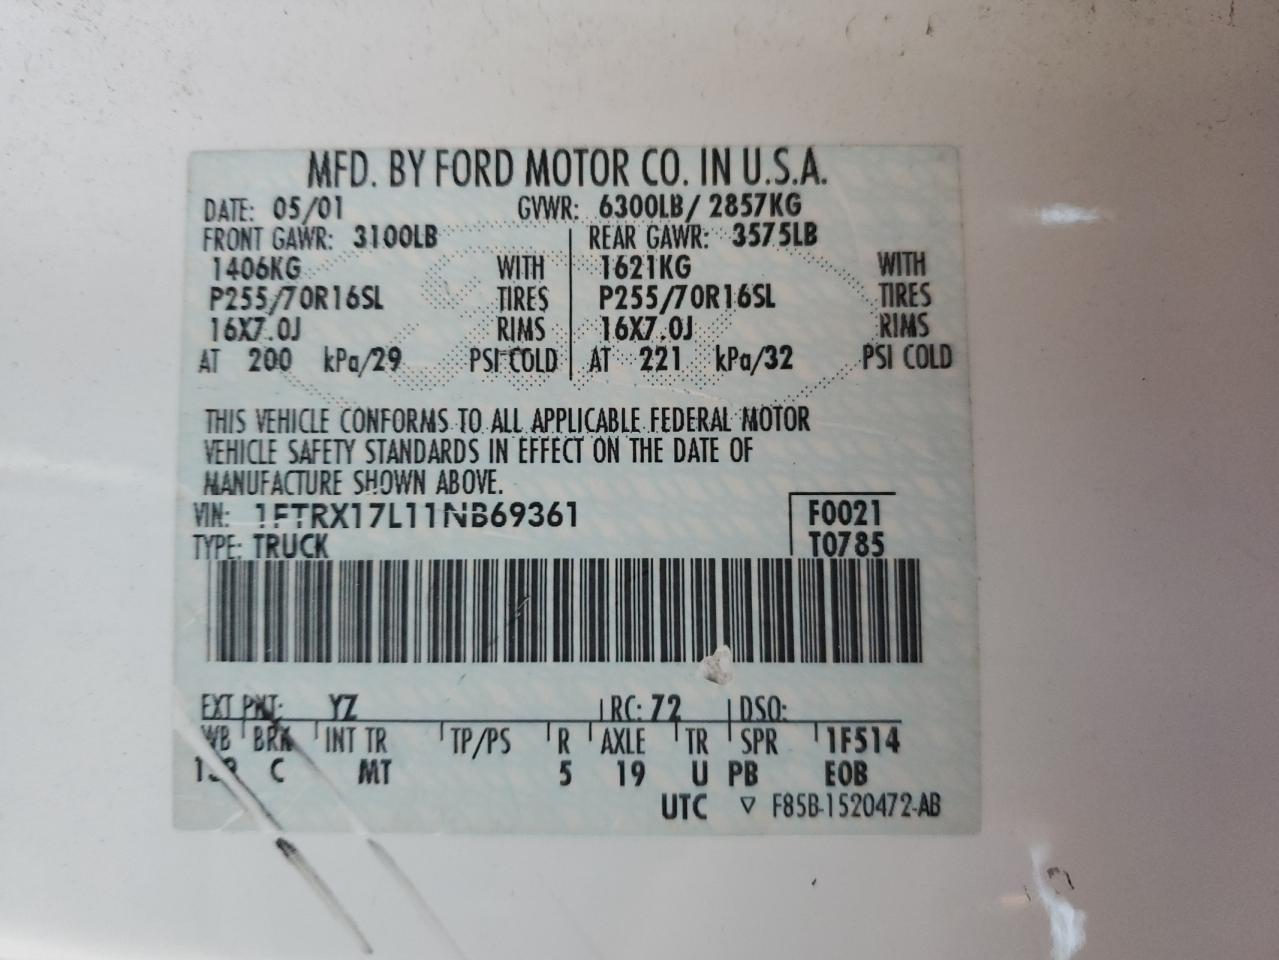 MFD. BY FORD MOTOR CO. IN U.S.A.
DATE: 05/01 GVWR: 6300LB/ 2857KG
FRONT GAWR: 3100LB REAR GAWR: 3575LB
1406KG WITH 1621KG WITH
P255/70R16SL TIRES P255/70R16SL TIRES
16X7.0J RIMS 16X7.0J RIMS
AT 200 kPa/29 PSI COLD AT 221 kPa/32 PSI COLD
THIS VEHICLE CONFORMS TO ALL APPLICABLE FEDERAL MOTOR
VEHICLE SAFETY STANDARDS IN EFFECT ON THE DATE OF
MANUFACTURE SHOWN ABOVE.
VIN: 1FTRX17L11NB69361 F0021
TYPE: TRUCK T0785
EXT PNT: YZ RC: 72 DSO:
WB BRK INT TR TP/PS R AXLE TR SPR 1F514
C MT 5 19 U PB EOB
UTC ▽ F85B-1520472-AB